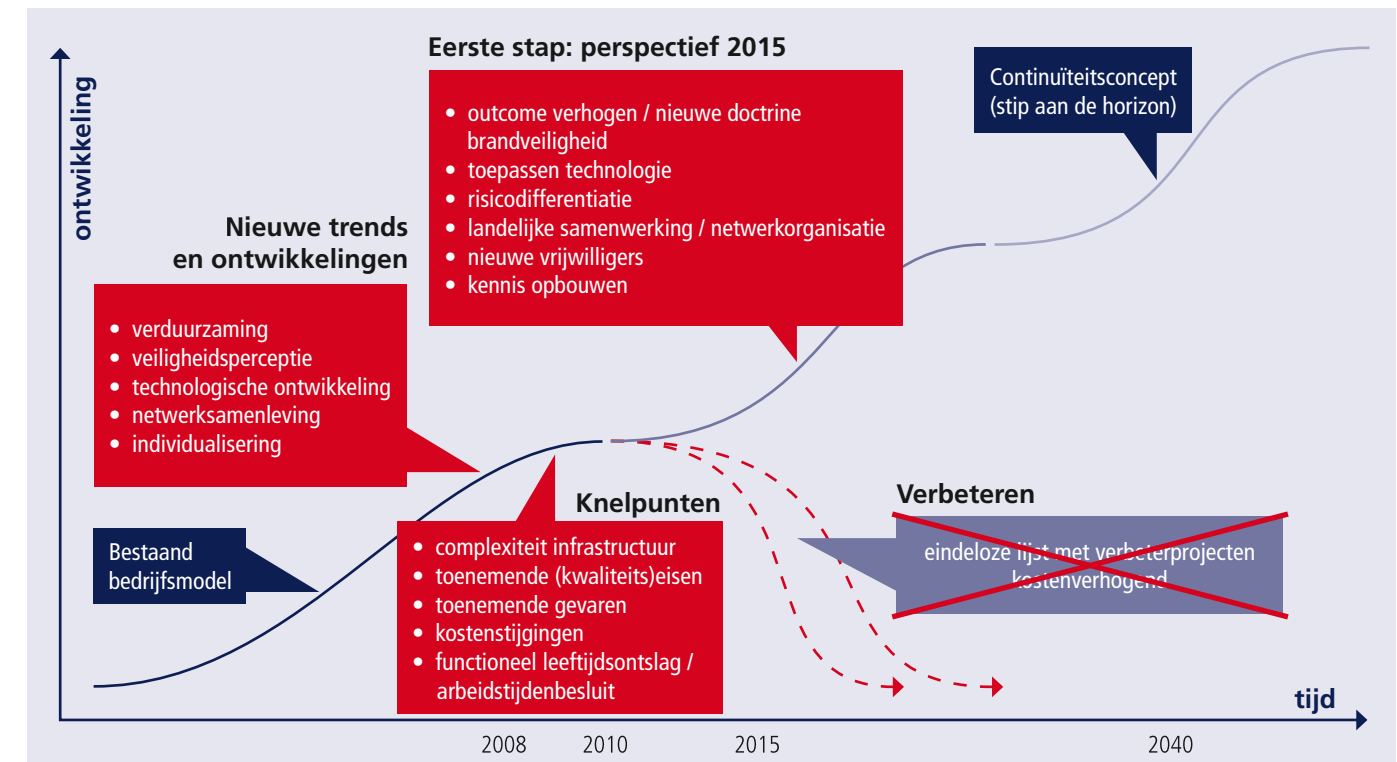 ontwikkeling
Eerste stap: perspectief 2015
• outcome verhogen / nieuwe doctrine
brandveiligheid
• toepassen technologie
• risicodifferentiatie
• landelijke samenwerking / netwerkorganisatie
• nieuwe vrijwilligers
• kennis opbouwen
Continuïteitsconcept
(stip aan de horizon)
Nieuwe trends
en ontwikkelingen
• verduurzaming
• veiligheidsperceptie
• technologische ontwikkeling
• netwerksamenleving
• individualisering
Bestaand
bedrijfsmodel
Knelpunten
• complexiteit infrastructuur
• toenemende (kwaliteits)eisen
• toenemende gevaren
• kostenstijgingen
• functioneel leeftijdsontslag /
arbeidstijdenbesluit
Verbeteren
eindeloze lijst met verbeterprojecten
kostenverhogend
tijd
2008
2010
2015
2040